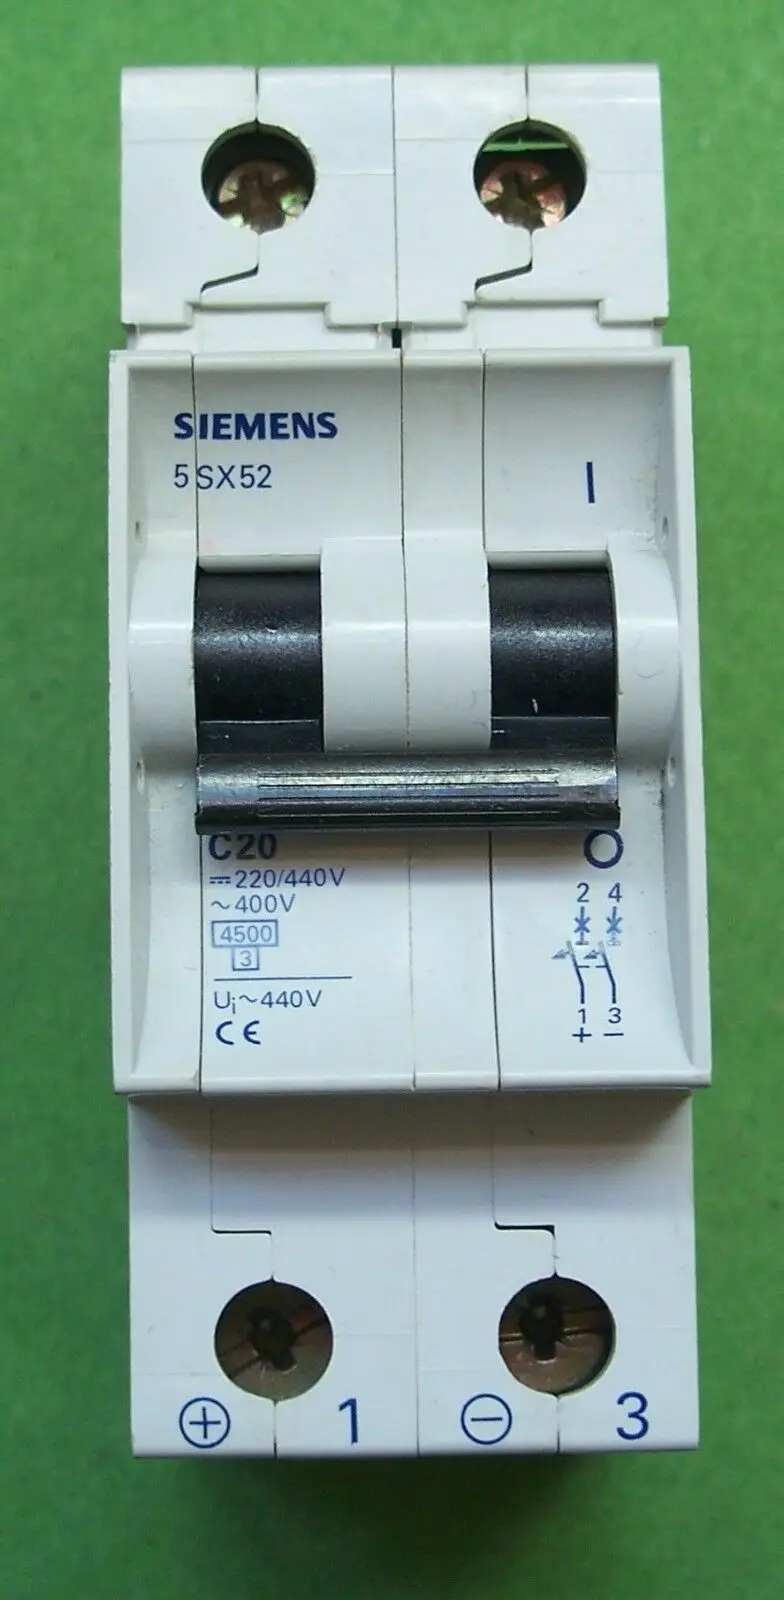 SIEMENS
5SX52
I
C20
⎓220/440V
~400V
4500
3
Ui~440V
CE
O
2 4
1 3
+ −
⊕ 1 ⊖ 3